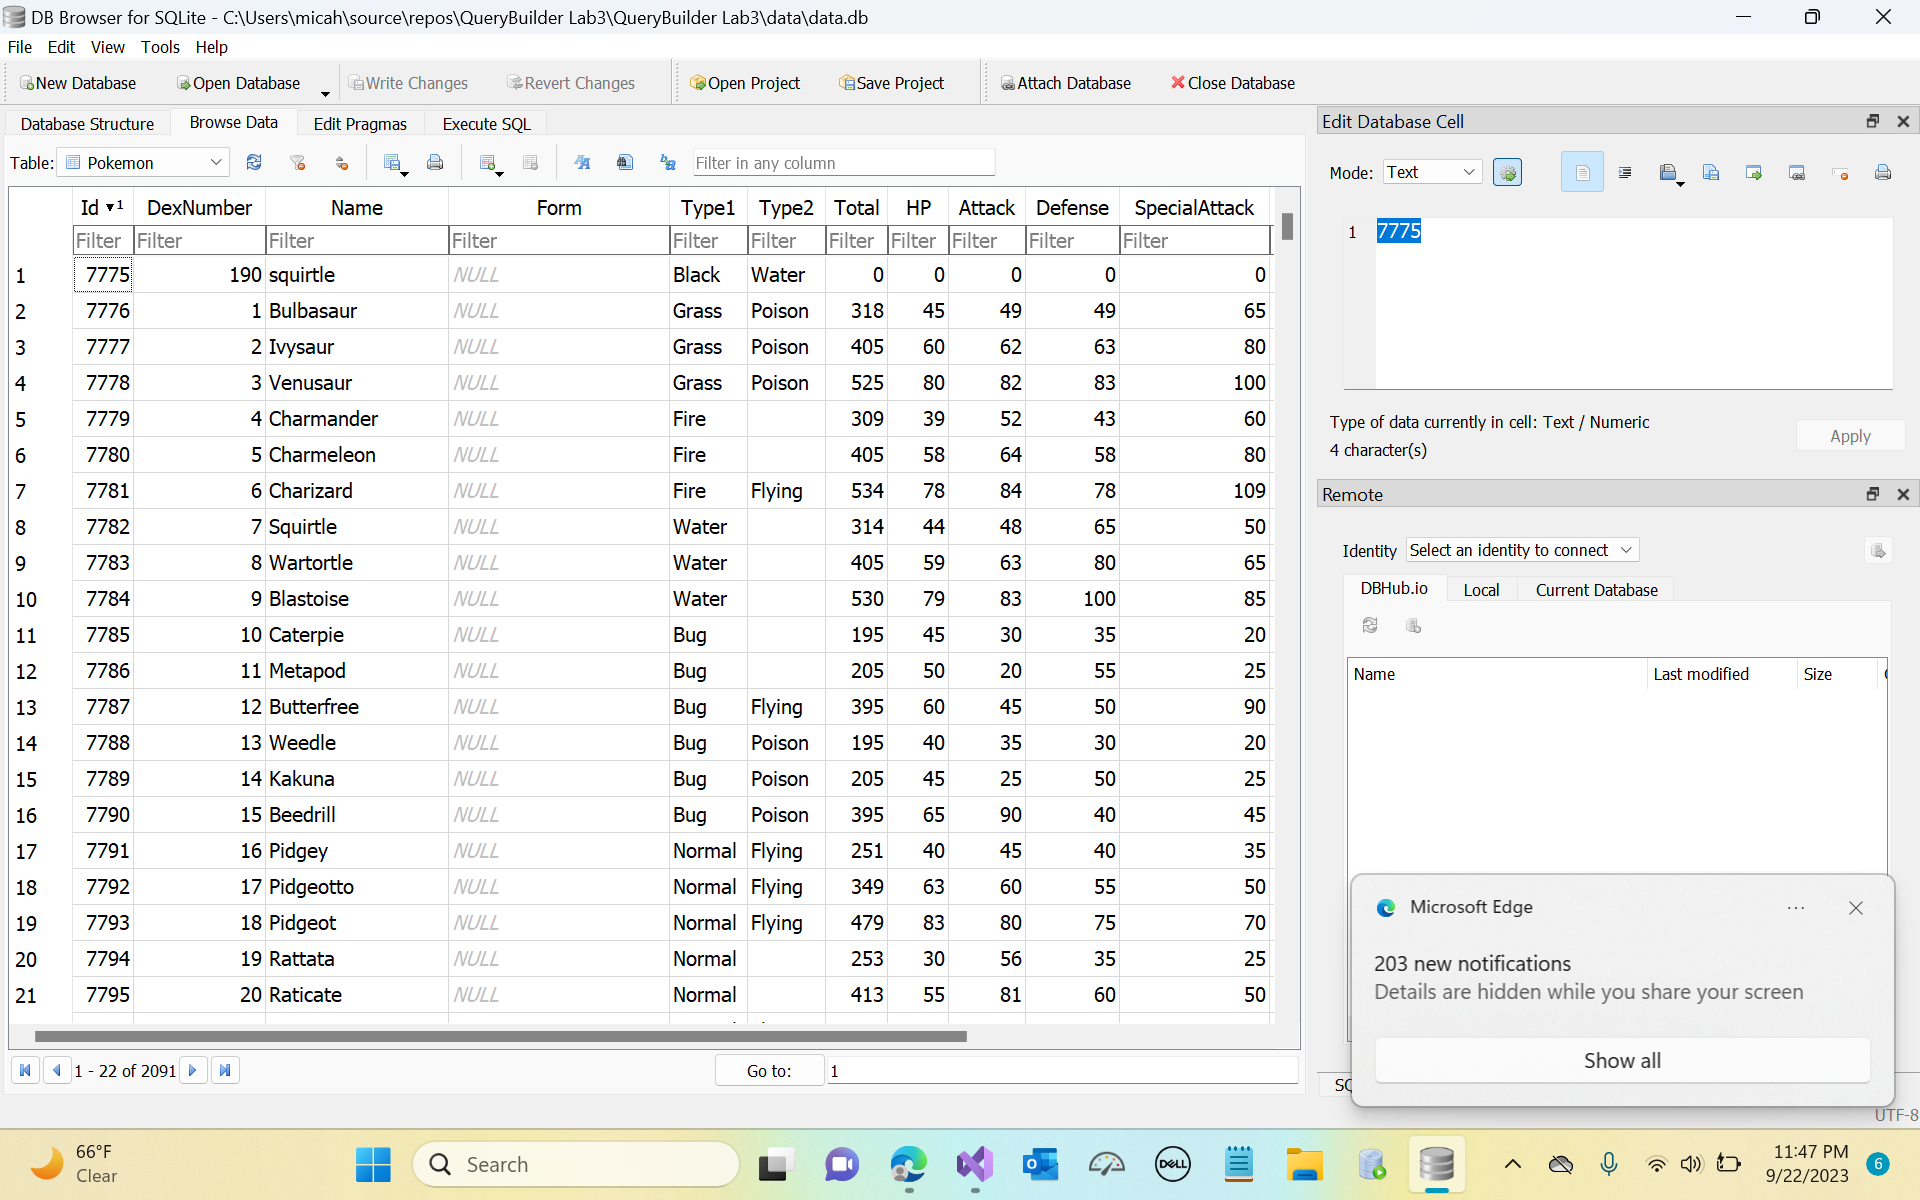 DB Browser for SQLite - C:\Users\micah\source\repos\QueryBuilder Lab3\QueryBuilder Lab3\data\data.db
File Edit View Tools Help
New Database Open Database Write Changes Revert Changes Open Project Save Project Attach Database Close Database
Database Structure Browse Data Edit Pragmas Execute SQL
Table: Pokemon Filter in any column
Id 1 DexNumber Name Form Type1 Type2 Total HP Attack Defense SpecialAttack
Filter Filter Filter Filter Filter Filter Filter Filter Filter Filter Filter
1 7775 190 squirtle NULL Black Water 0 0 0 0 0
2 7776 1 Bulbasaur NULL Grass Poison 318 45 49 49 65
3 7777 2 Ivysaur NULL Grass Poison 405 60 62 63 80
4 7778 3 Venusaur NULL Grass Poison 525 80 82 83 100
5 7779 4 Charmander NULL Fire 309 39 52 43 60
6 7780 5 Charmeleon NULL Fire 405 58 64 58 80
7 7781 6 Charizard NULL Fire Flying 534 78 84 78 109
8 7782 7 Squirtle NULL Water 314 44 48 65 50
9 7783 8 Wartortle NULL Water 405 59 63 80 65
10 7784 9 Blastoise NULL Water 530 79 83 100 85
11 7785 10 Caterpie NULL Bug 195 45 30 35 20
12 7786 11 Metapod NULL Bug 205 50 20 55 25
13 7787 12 Butterfree NULL Bug Flying 395 60 45 50 90
14 7788 13 Weedle NULL Bug Poison 195 40 35 30 20
15 7789 14 Kakuna NULL Bug Poison 205 45 25 50 25
16 7790 15 Beedrill NULL Bug Poison 395 65 90 40 45
17 7791 16 Pidgey NULL Normal Flying 251 40 45 40 35
18 7792 17 Pidgeotto NULL Normal Flying 349 63 60 55 50
19 7793 18 Pidgeot NULL Normal Flying 479 83 80 75 70
20 7794 19 Rattata NULL Normal 253 30 56 35 25
21 7795 20 Raticate NULL Normal 413 55 81 60 50
1 - 22 of 2091 Go to: 1
Edit Database Cell
Mode: Text
1 7775
Type of data currently in cell: Text / Numeric
4 character(s)
Apply
Remote
Identity Select an identity to connect
DBHub.io Local Current Database
Name Last modified Size
Microsoft Edge
203 new notifications
Details are hidden while you share your screen
Show all
UTF-8
66°F
Clear
Search
DELL
11:47 PM
9/22/2023
6